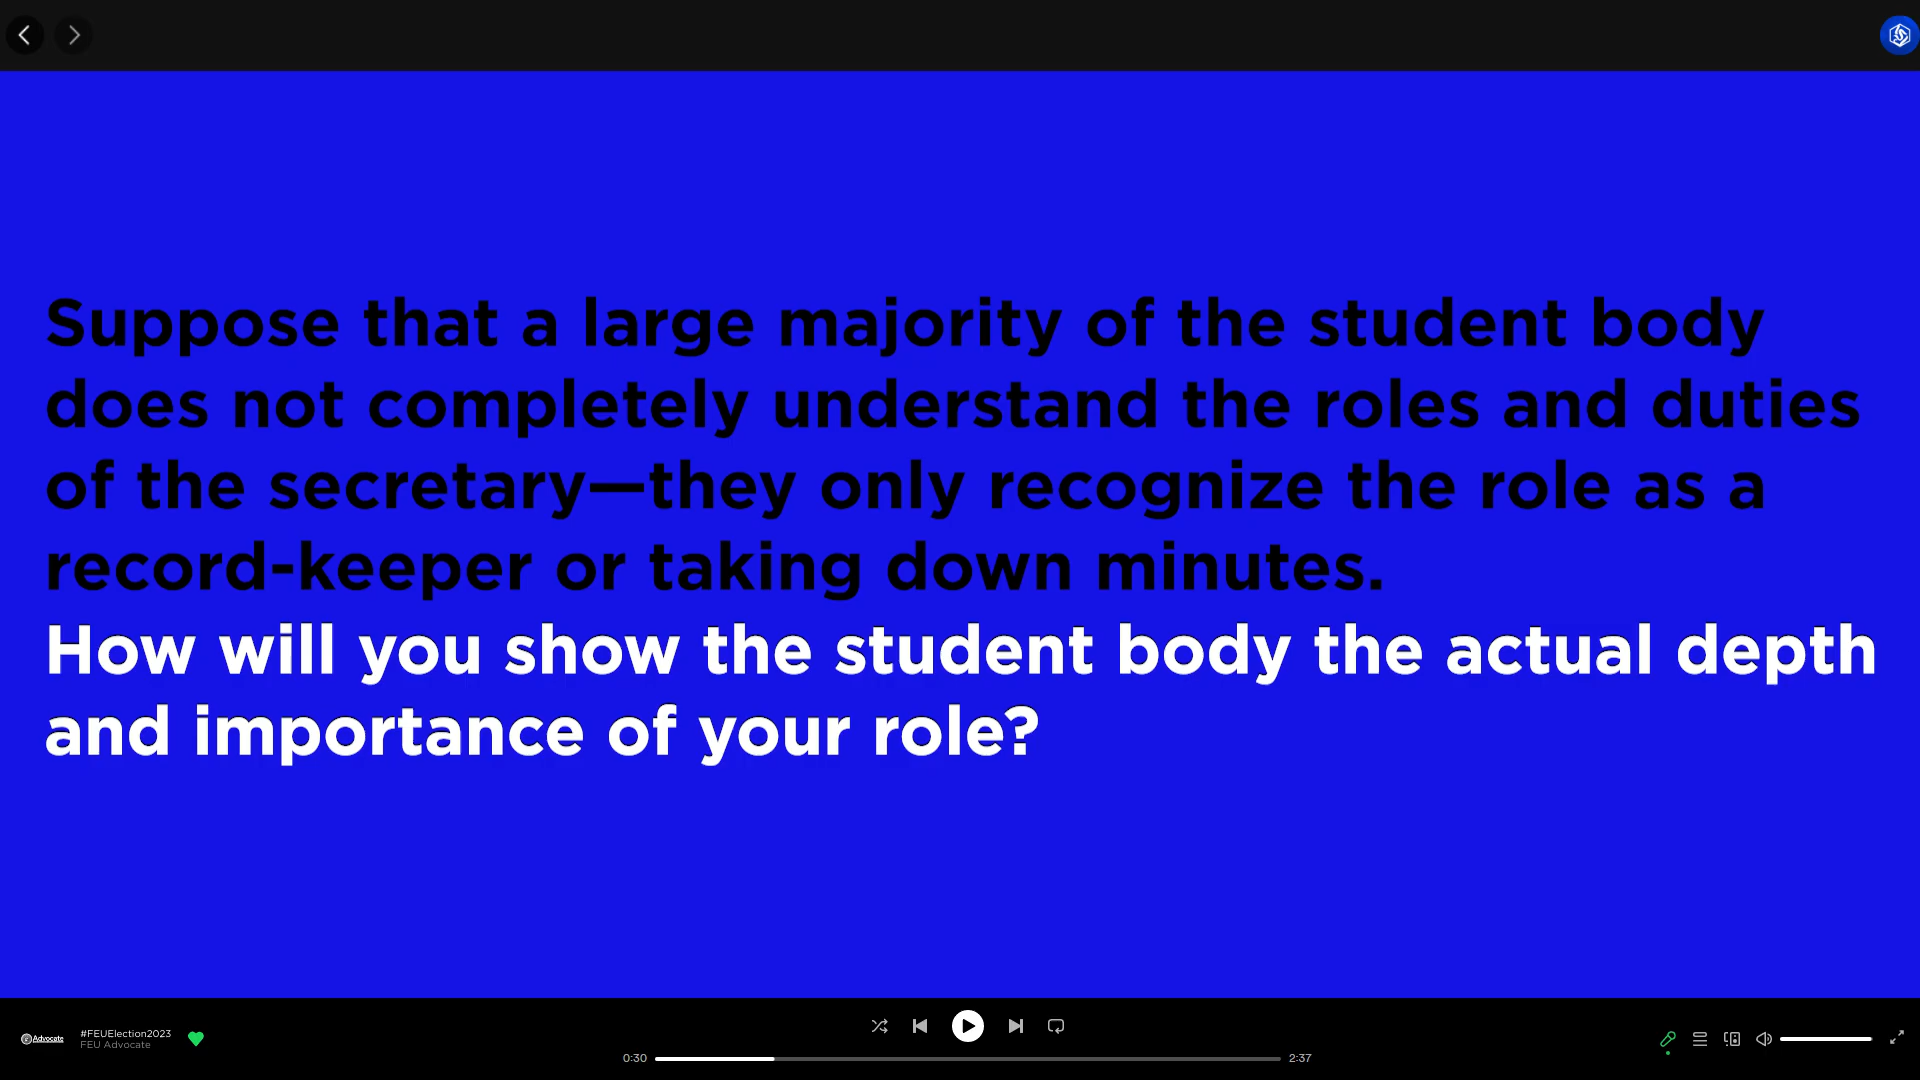 Suppose that a large majority of the student body
does not completely understand the roles and duties
of the secretary—they only recognize the role as a
record-keeper or taking down minutes.
How will you show the student body the actual depth
and importance of your role?
Advocate
#FEUElection2023
FEU Advocate
0:30
2:37